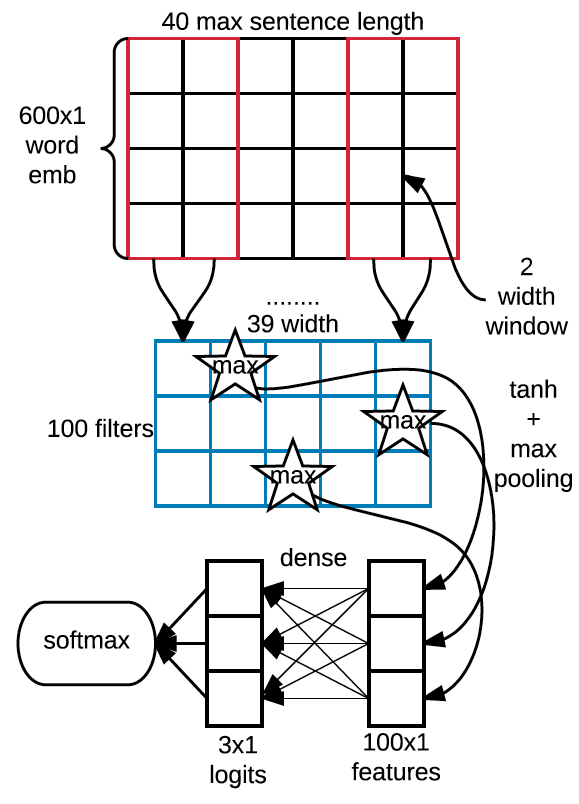 40 max sentence length
600x1
word
emb
2
width
window
........
39 width
max
tanh
+
max
pooling
max
100 filters
max
dense
softmax
3x1
logits
100x1
features